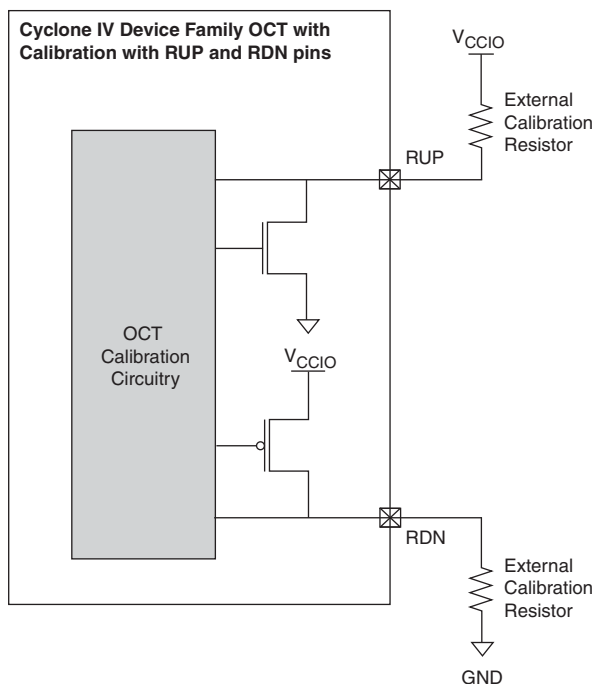 Cyclone IV Device Family OCT with
Calibration with RUP and RDN pins
VCCIO
External
Calibration
Resistor
RUP
OCT
Calibration
Circuitry
VCCIO
RDN
External
Calibration
Resistor
GND